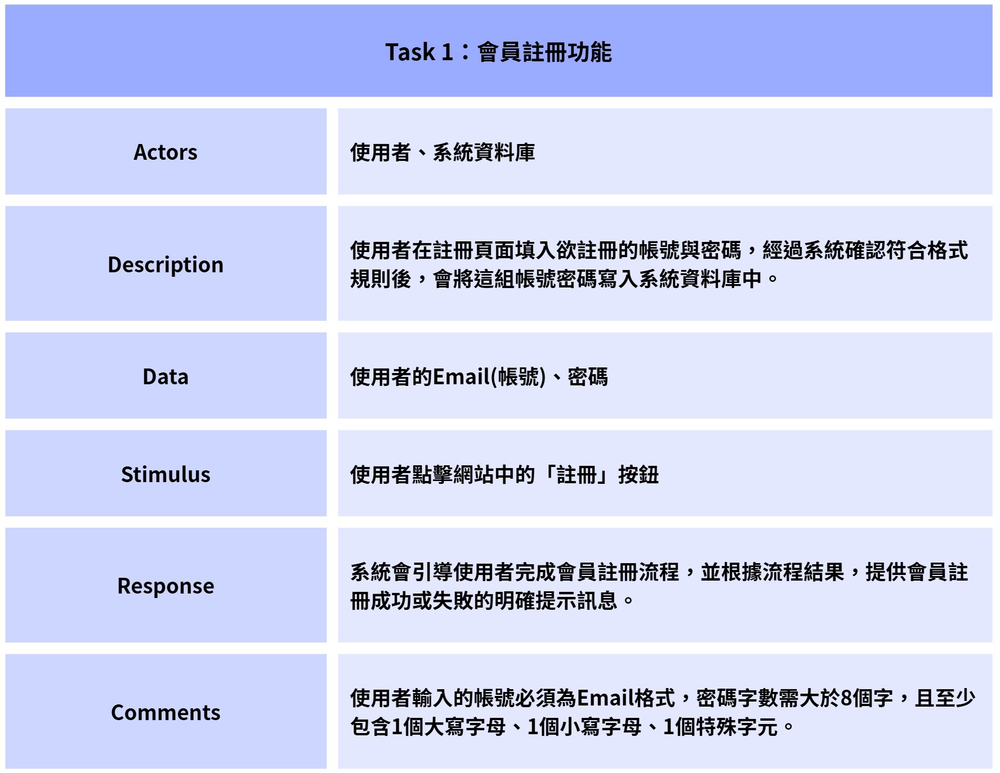 Task 1：會員註冊功能
Actors
使用者、系統資料庫
Description
使用者在註冊頁面填入欲註冊的帳號與密碼，經過系統確認符合格式
規則後，會將這組帳號密碼寫入系統資料庫中。
Data
使用者的Email(帳號)、密碼
Stimulus
使用者點擊網站中的「註冊」按鈕
Response
系統會引導使用者完成會員註冊流程，並根據流程結果，提供會員註
冊成功或失敗的明確提示訊息。
Comments
使用者輸入的帳號必須為Email格式，密碼字數需大於8個字，且至少
包含1個大寫字母、1個小寫字母、1個特殊字元。